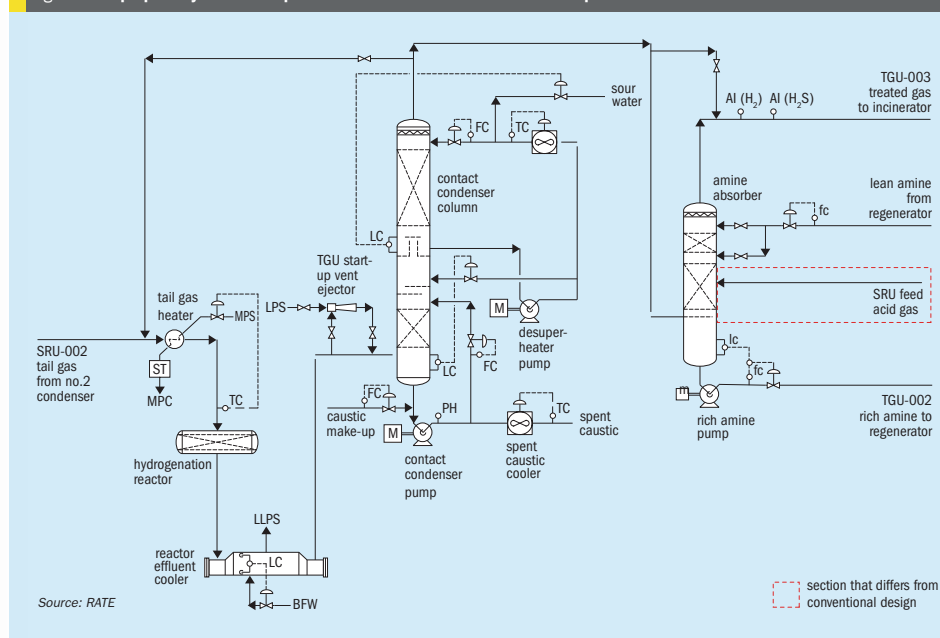 TGU-003
treated gas
to incinerator
AI (H2)
AI (H2S)
sour
water
FC
TC
contact
condenser
column
amine
absorber
lean amine
from
regenerator
fc
LC
TGU start-
up vent
ejector
LPS
tail gas
heater
MPS
M
desuper-
heater
pump
SRU feed
acid gas
SRU-002
tail gas
from no.2
condenser
ST
MPC
TC
LC
FC
lc
fc
FC
caustic
make-up
PH
TC
spent
caustic
M
m
rich amine
pump
TGU-002
rich amine to
regenerator
hydrogenation
reactor
contact
condenser
pump
spent
caustic
cooler
LLPS
reactor
effluent
cooler
LC
BFW
Source: RATE
section that differs from
conventional design